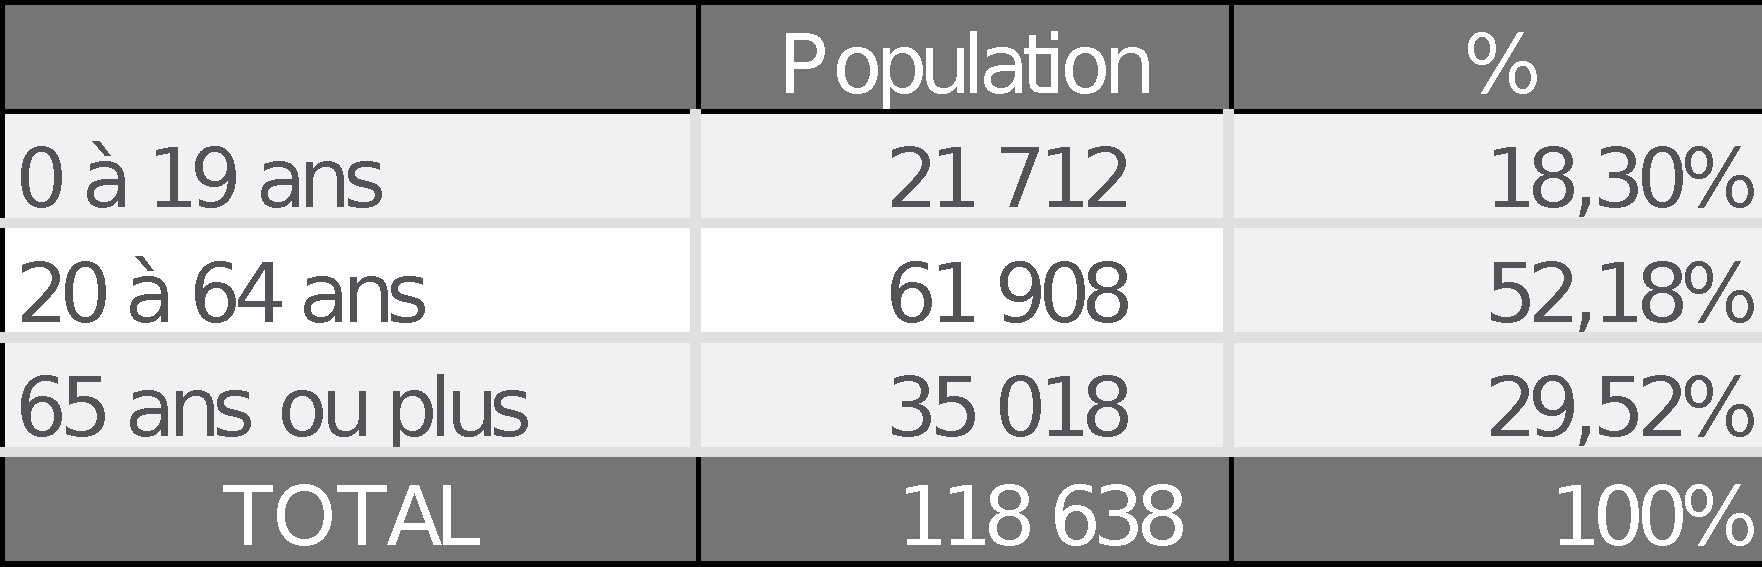 Population %
0 à 19 ans 21 712 18,30%
20 à 64 ans 61 908 52,18%
65 ans ou plus 35 018 29,52%
TOTAL 118 638 100%